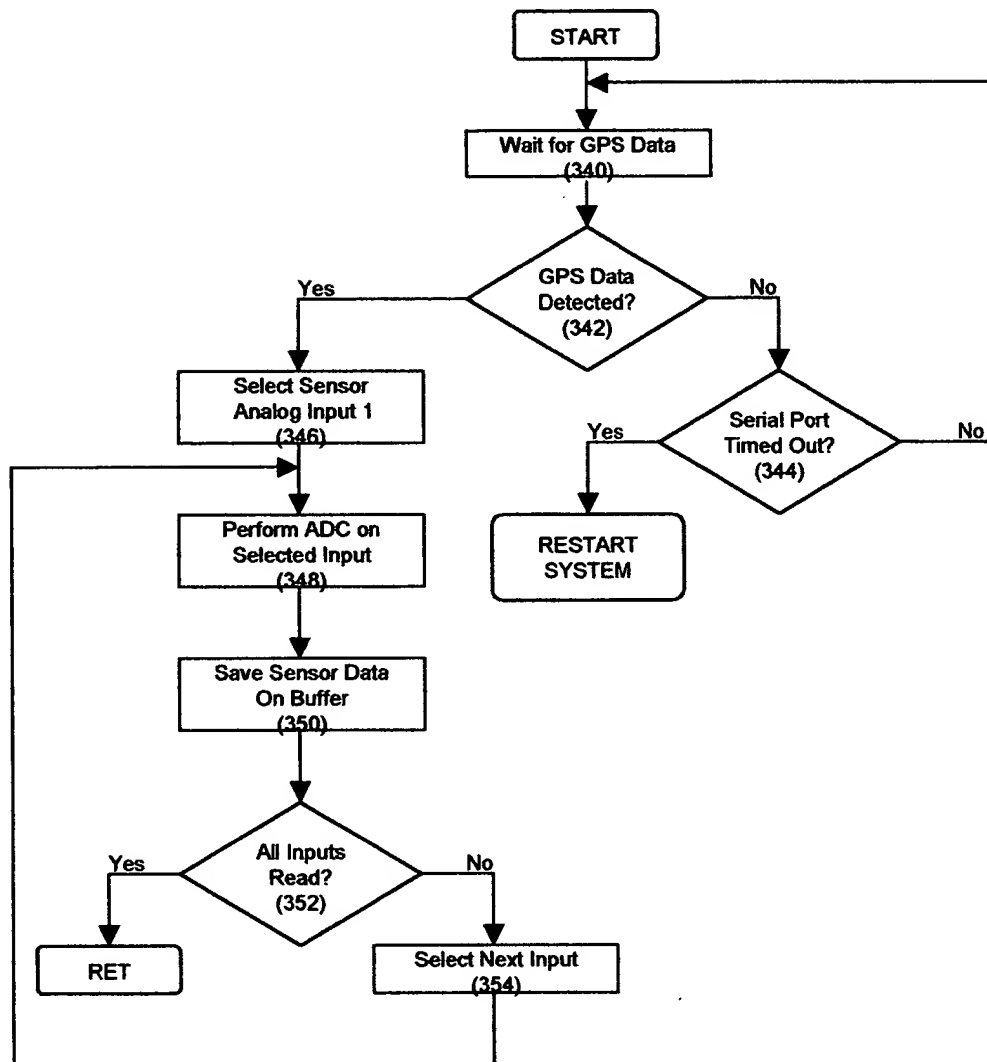 START
Wait for GPS Data
(340)
GPS Data
Detected?
(342)
Yes
No
Select Sensor
Analog Input 1
(346)
Serial Port
Timed Out?
(344)
Yes
No
Perform ADC on
Selected Input
(348)
RESTART
SYSTEM
Save Sensor Data
On Buffer
(350)
All Inputs
Read?
(352)
Yes
No
RET
Select Next Input
(354)